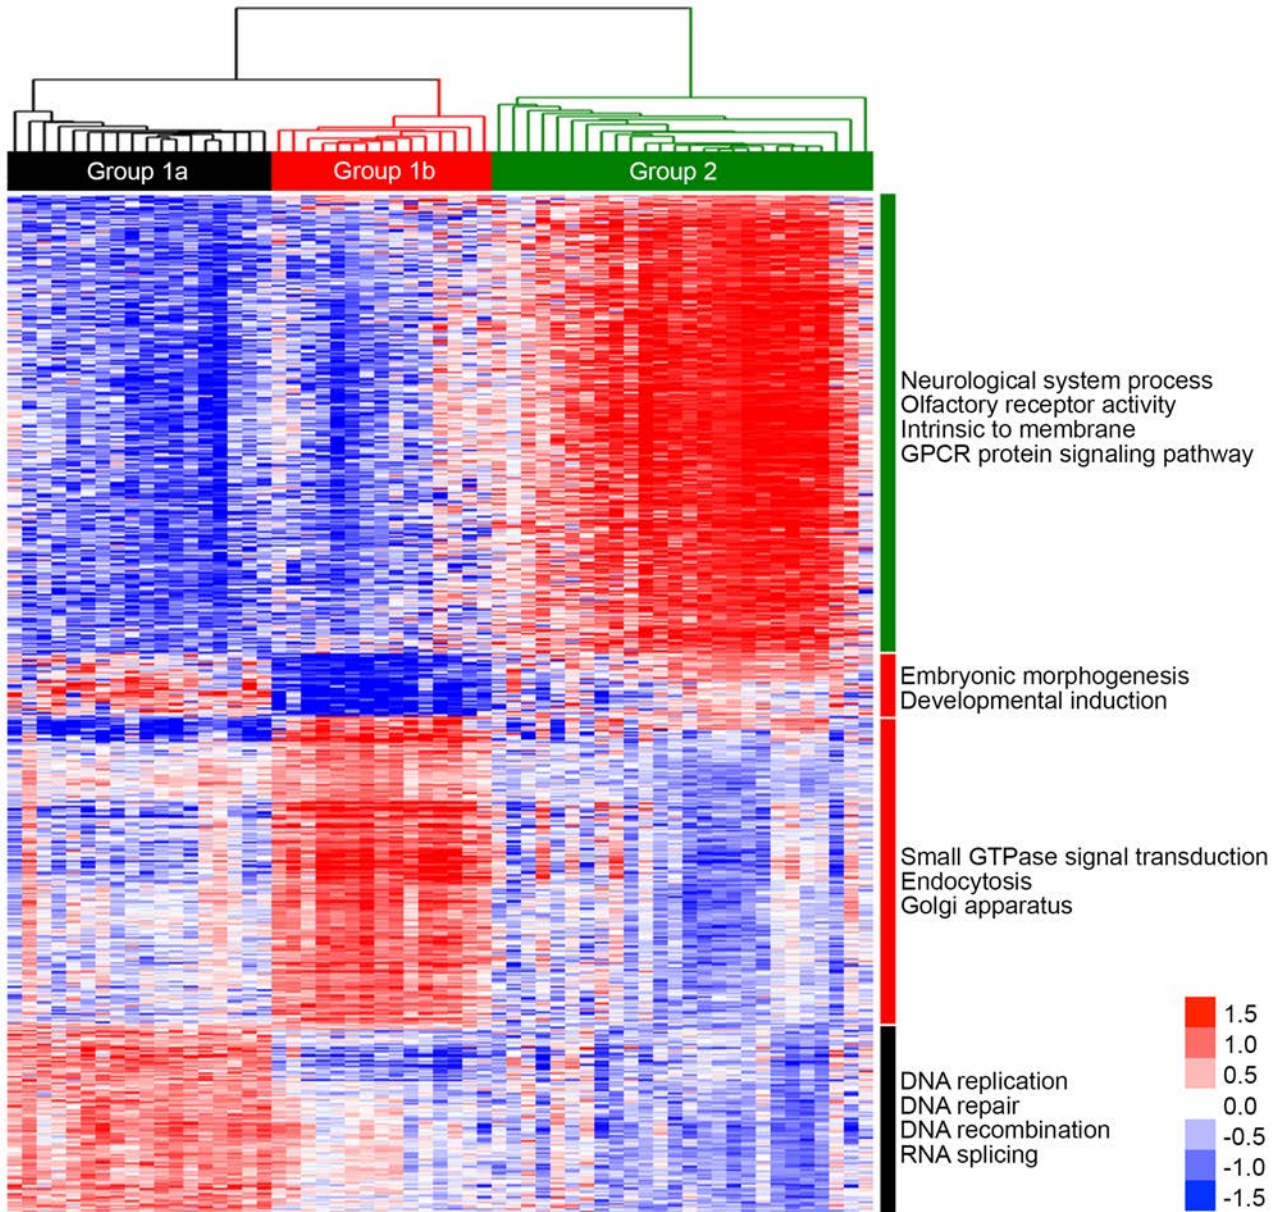 Group 1a
Group 1b
Group 2
Neurological system process
Olfactory receptor activity
Intrinsic to membrane
GPCR protein signaling pathway
Embryonic morphogenesis
Developmental induction
Small GTPase signal transduction
Endocytosis
Golgi apparatus
DNA replication
DNA repair
DNA recombination
RNA splicing
1.5
1.0
0.5
0.0
-0.5
-1.0
-1.5